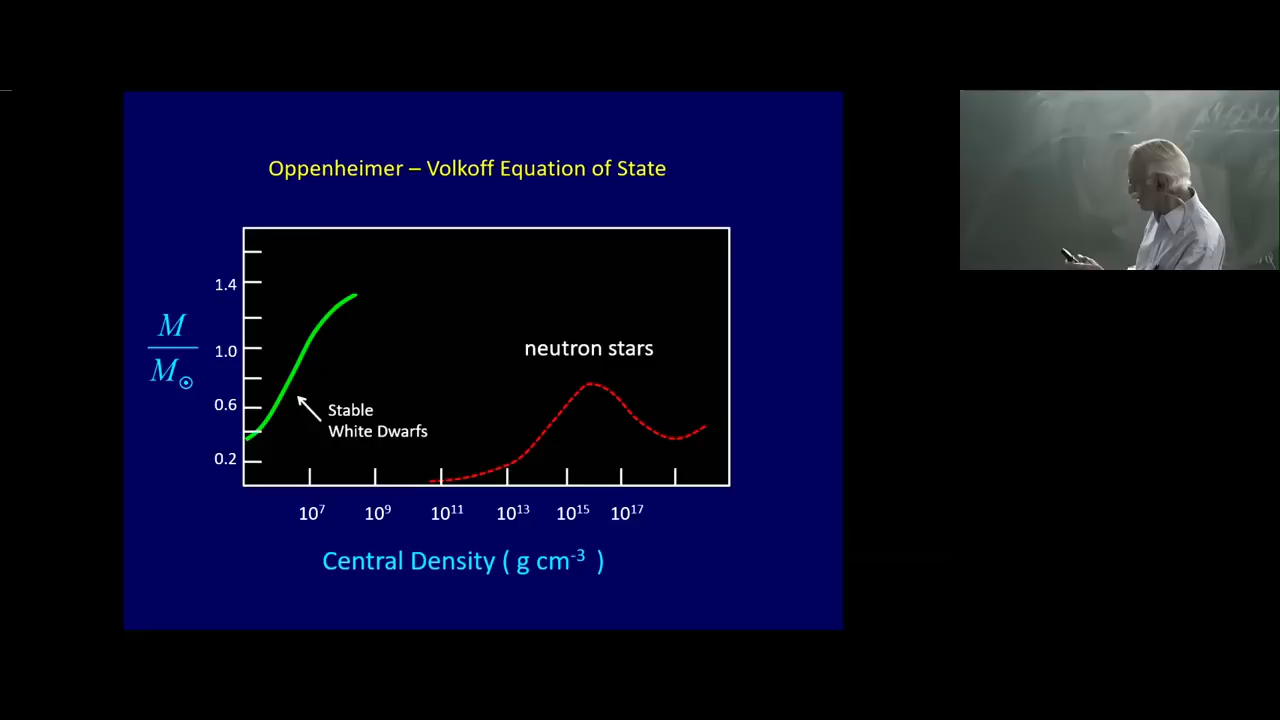 Oppenheimer – Volkoff Equation of State
1.4
1.0
0.6
0.2
M
M☉
neutron stars
Stable
White Dwarfs
10⁷ 10⁹ 10¹¹ 10¹³ 10¹⁵ 10¹⁷
Central Density ( g cm⁻³ )